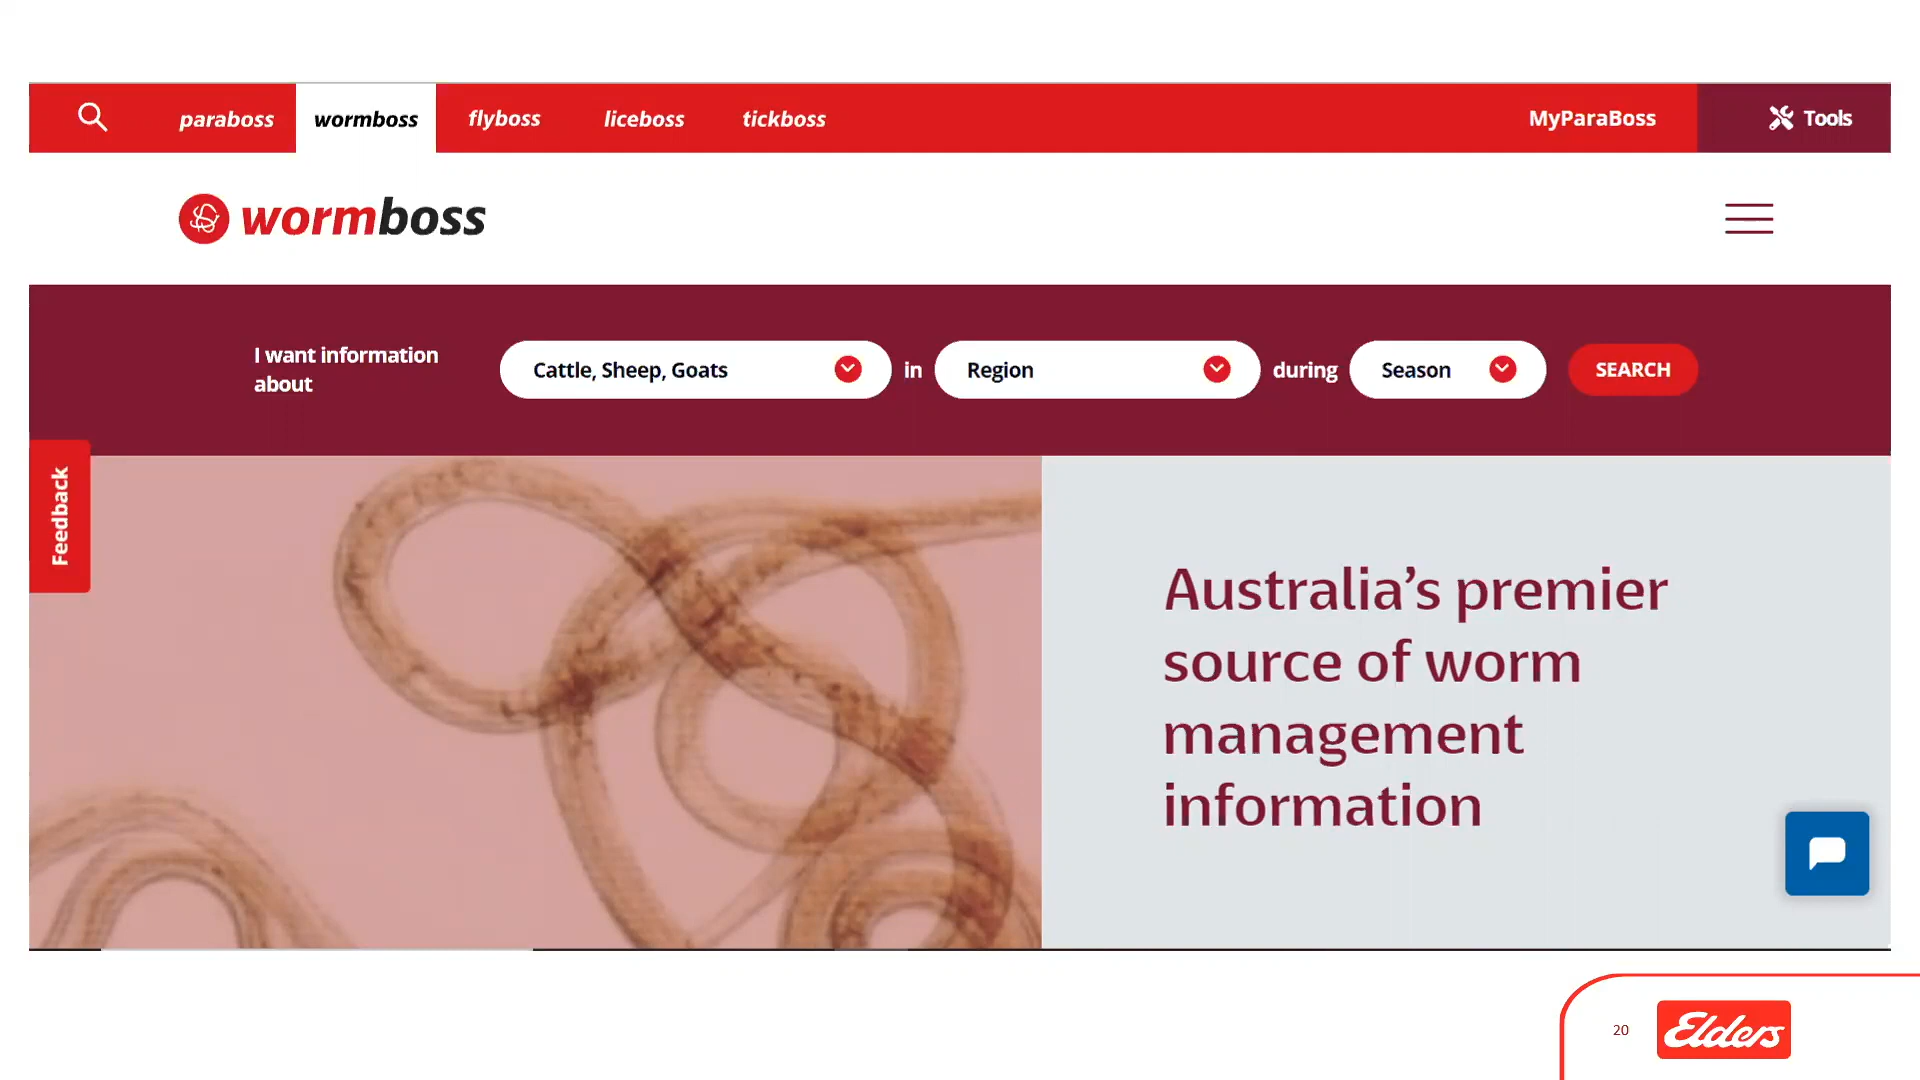 paraboss wormboss flyboss liceboss tickboss MyParaBoss Tools
wormboss
I want information
about
Cattle, Sheep, Goats in Region during Season SEARCH
Feedback
Australia’s premier
source of worm
management
information
20 Elders